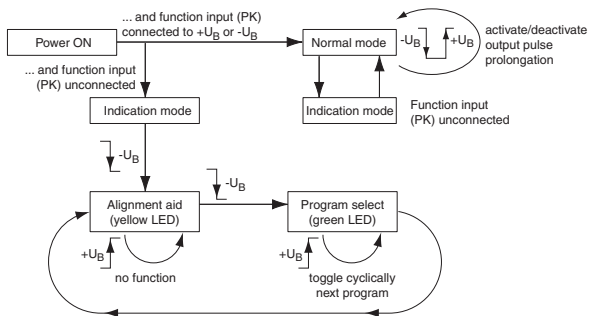 ... and function input (PK)
connected to +UB or -UB
Power ON
Normal mode
-UB
+UB
activate/deactivate
output pulse
prolongation
... and function input
(PK) unconnected
Indication mode
Indication mode
Function input
(PK) unconnected
-UB
-UB
Alignment aid
(yellow LED)
Program select
(green LED)
+UB
no function
+UB
toggle cyclically
next program